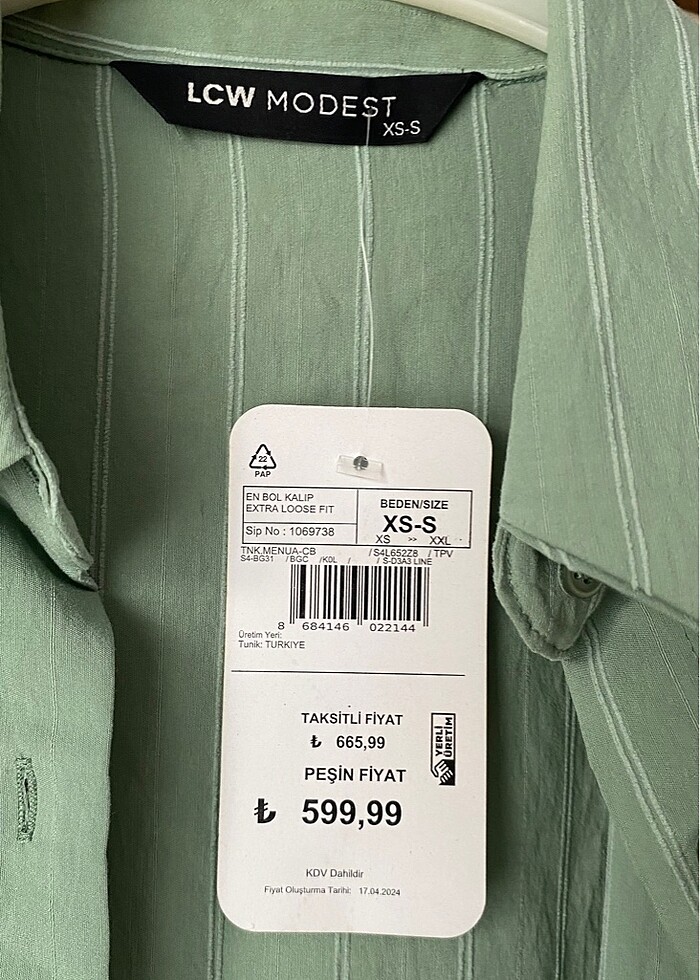 LCW MODEST
XS-S
22
PAP
EN BOL KALIP
EXTRA LOOSE FIT
Sip No : 1069738
BEDEN/SIZE
XS-S
XS >> XXL
TNK.MENUA-CB /S4L652Z8 / TPV
S4-BG31 /BGC /K0L / / S-D3A3 LINE
8 684146 022144
Üretim Yeri:
Tunik: TURKIYE
TAKSİTLİ FİYAT
₺ 665,99
PEŞİN FİYAT
₺ 599,99
YERLİ
ÜRETİM
KDV Dahildir
Fiyat Oluşturma Tarihi: 17.04.2024